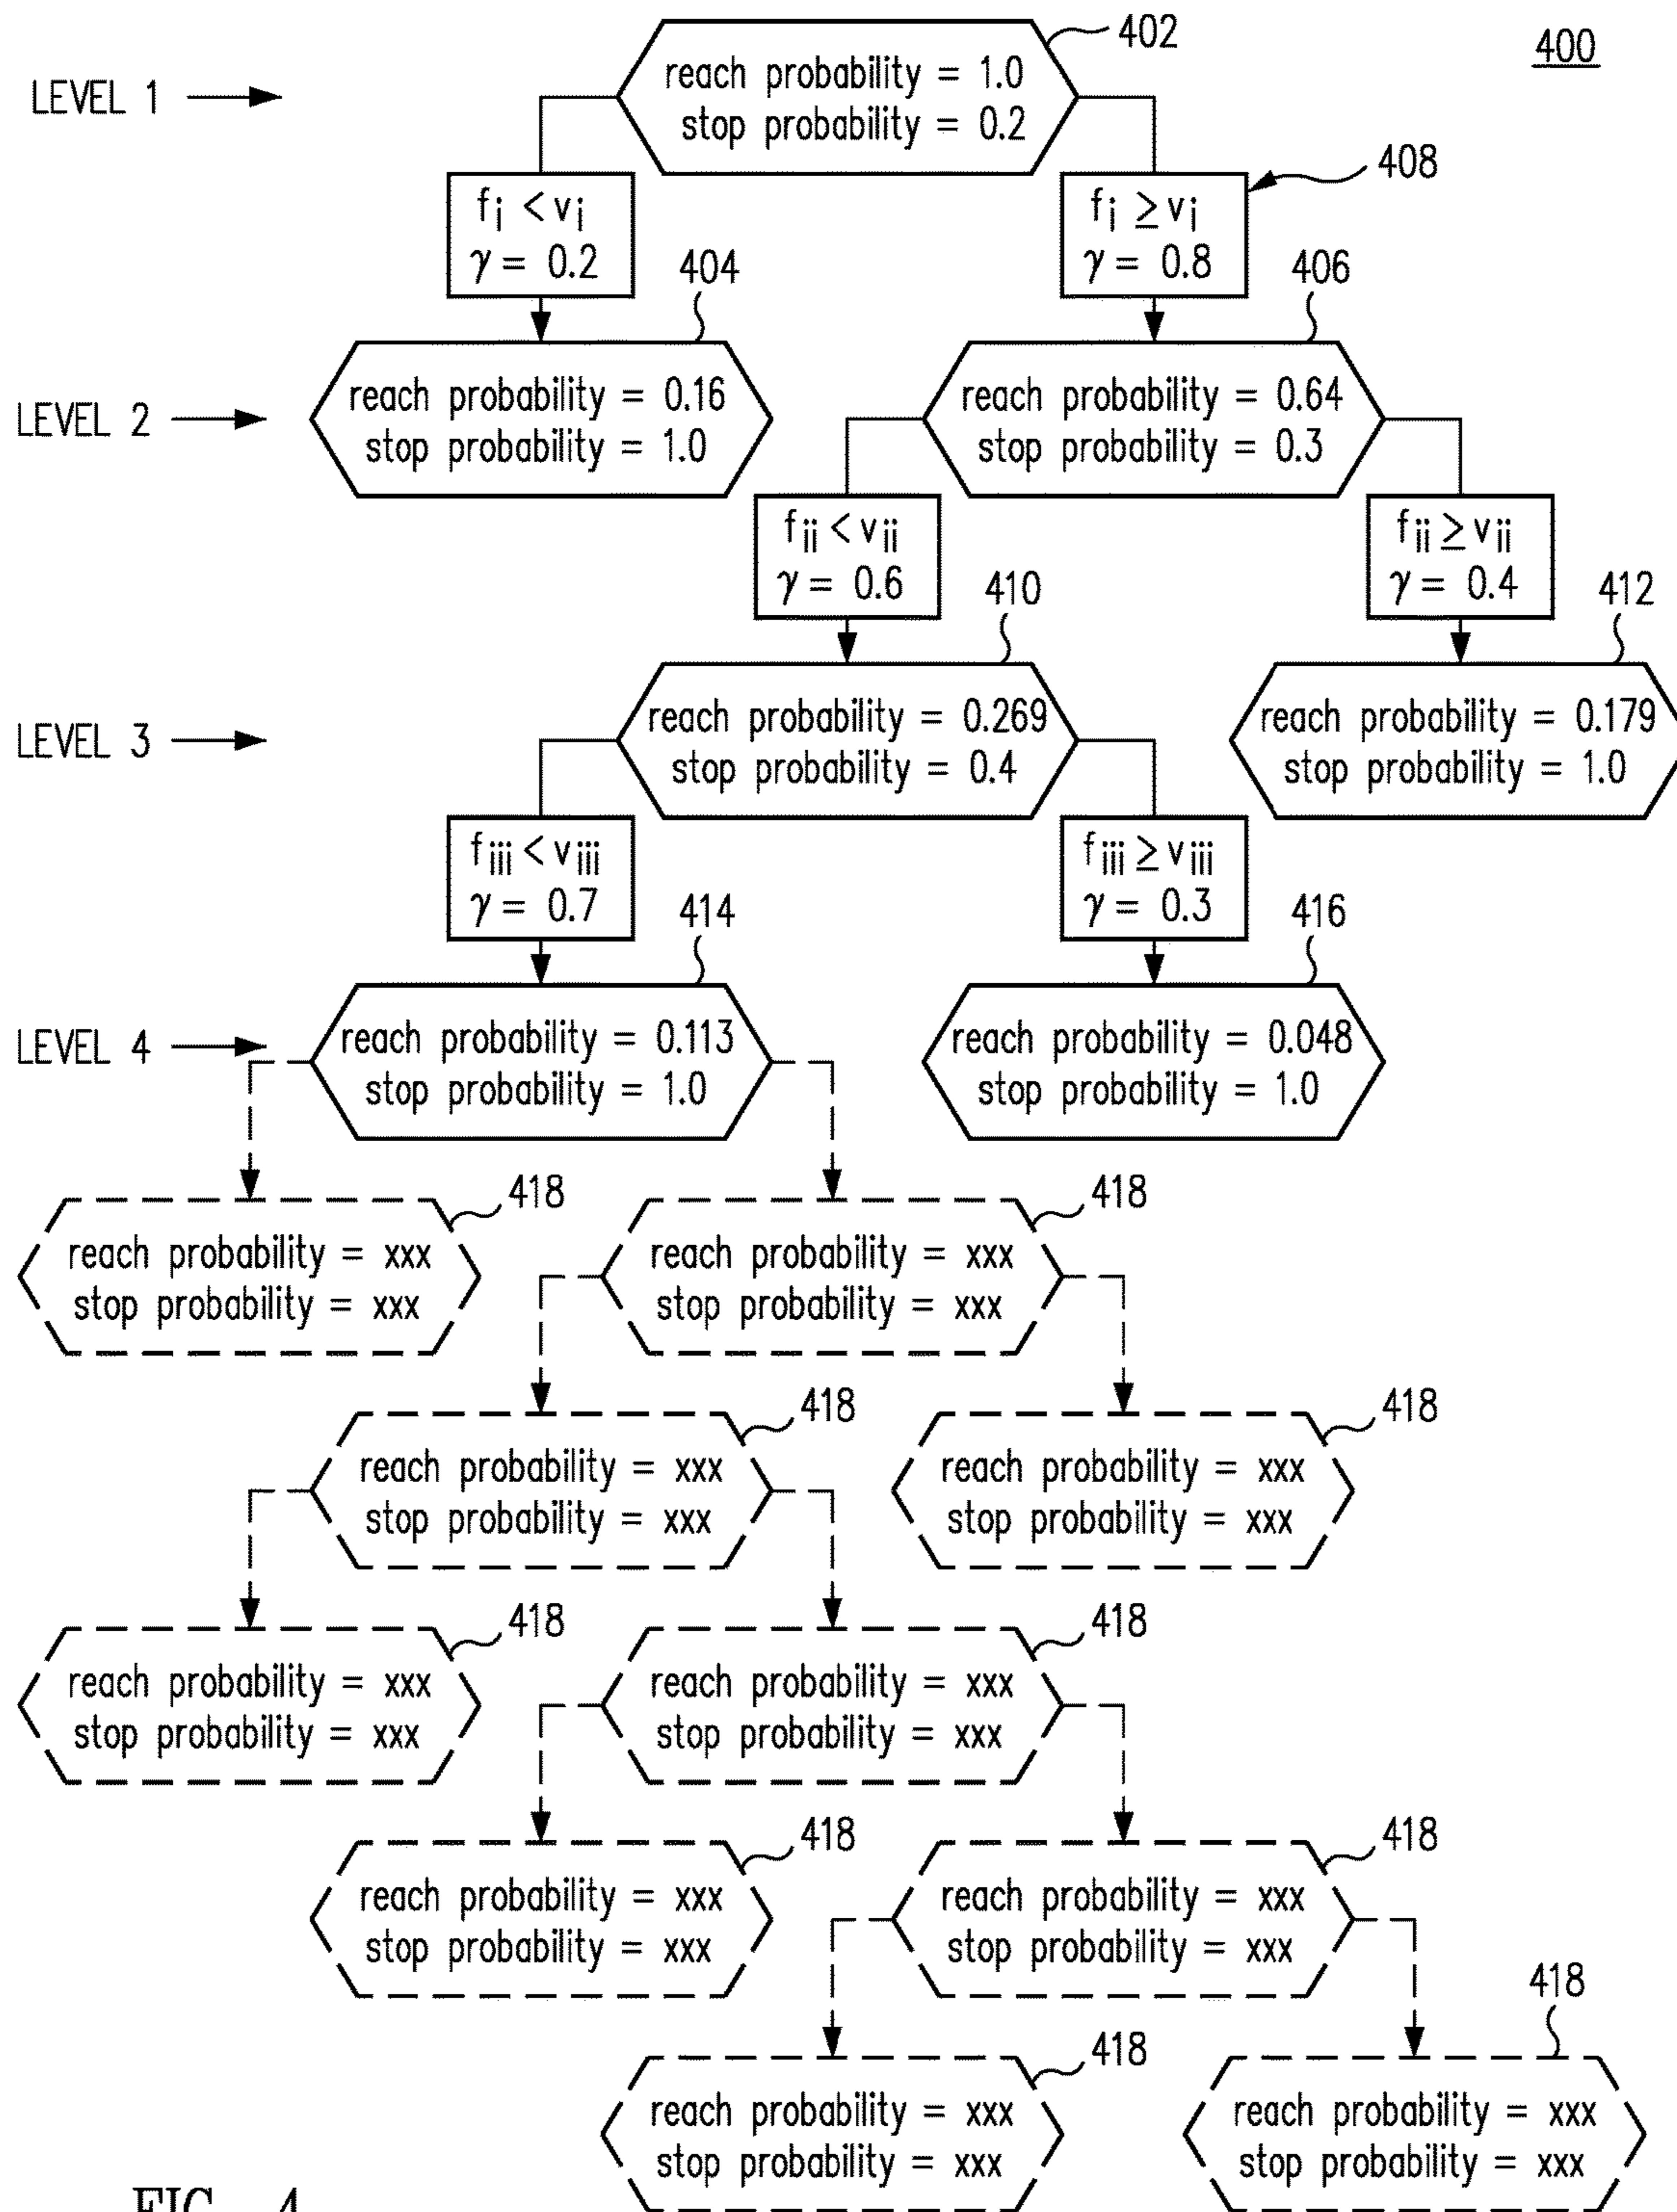 402
400
reach probability = 1.0
stop probability = 0.2
LEVEL 1
408
fi < vi
γ = 0.2
fi ≥ vi
γ = 0.8
404
406
reach probability = 0.16
stop probability = 1.0
reach probability = 0.64
stop probability = 0.3
LEVEL 2
fii < vii
γ = 0.6
fii ≥ vii
γ = 0.4
410
412
reach probability = 0.269
stop probability = 0.4
reach probability = 0.179
stop probability = 1.0
LEVEL 3
fiii < viii
γ = 0.7
fiii ≥ viii
γ = 0.3
414
416
LEVEL 4
reach probability = 0.113
stop probability = 1.0
reach probability = 0.048
stop probability = 1.0
418
418
reach probability = xxx
stop probability = xxx
reach probability = xxx
stop probability = xxx
418
418
reach probability = xxx
stop probability = xxx
reach probability = xxx
stop probability = xxx
418
418
reach probability = xxx
stop probability = xxx
reach probability = xxx
stop probability = xxx
418
418
reach probability = xxx
stop probability = xxx
reach probability = xxx
stop probability = xxx
418
418
reach probability = xxx
stop probability = xxx
reach probability = xxx
stop probability = xxx
FIG. 4